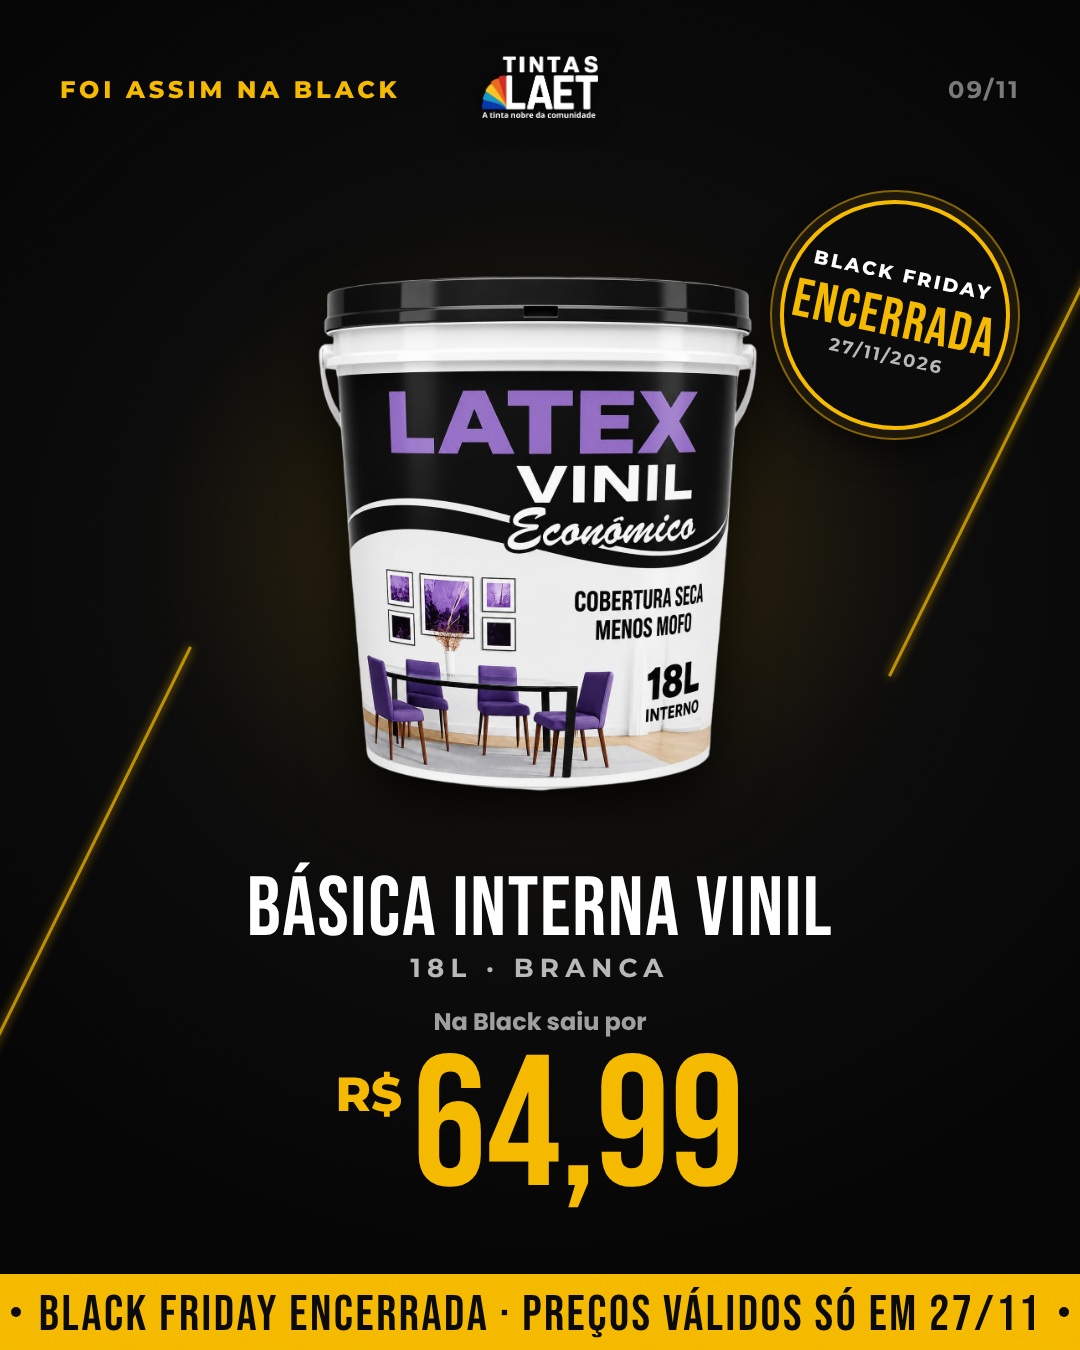 FOI ASSIM NA BLACK
TINTAS
LAET
A tinta nobre da comunidade
09/11
BLACK FRIDAY
ENCERRADA
27/11/2026
LATEX
VINIL
Econômico
COBERTURA SECA
MENOS MOFO
18L
INTERNO
BÁSICA INTERNA VINIL
18L · BRANCA
Na Black saiu por
R$ 64,99
• BLACK FRIDAY ENCERRADA · PREÇOS VÁLIDOS SÓ EM 27/11 •